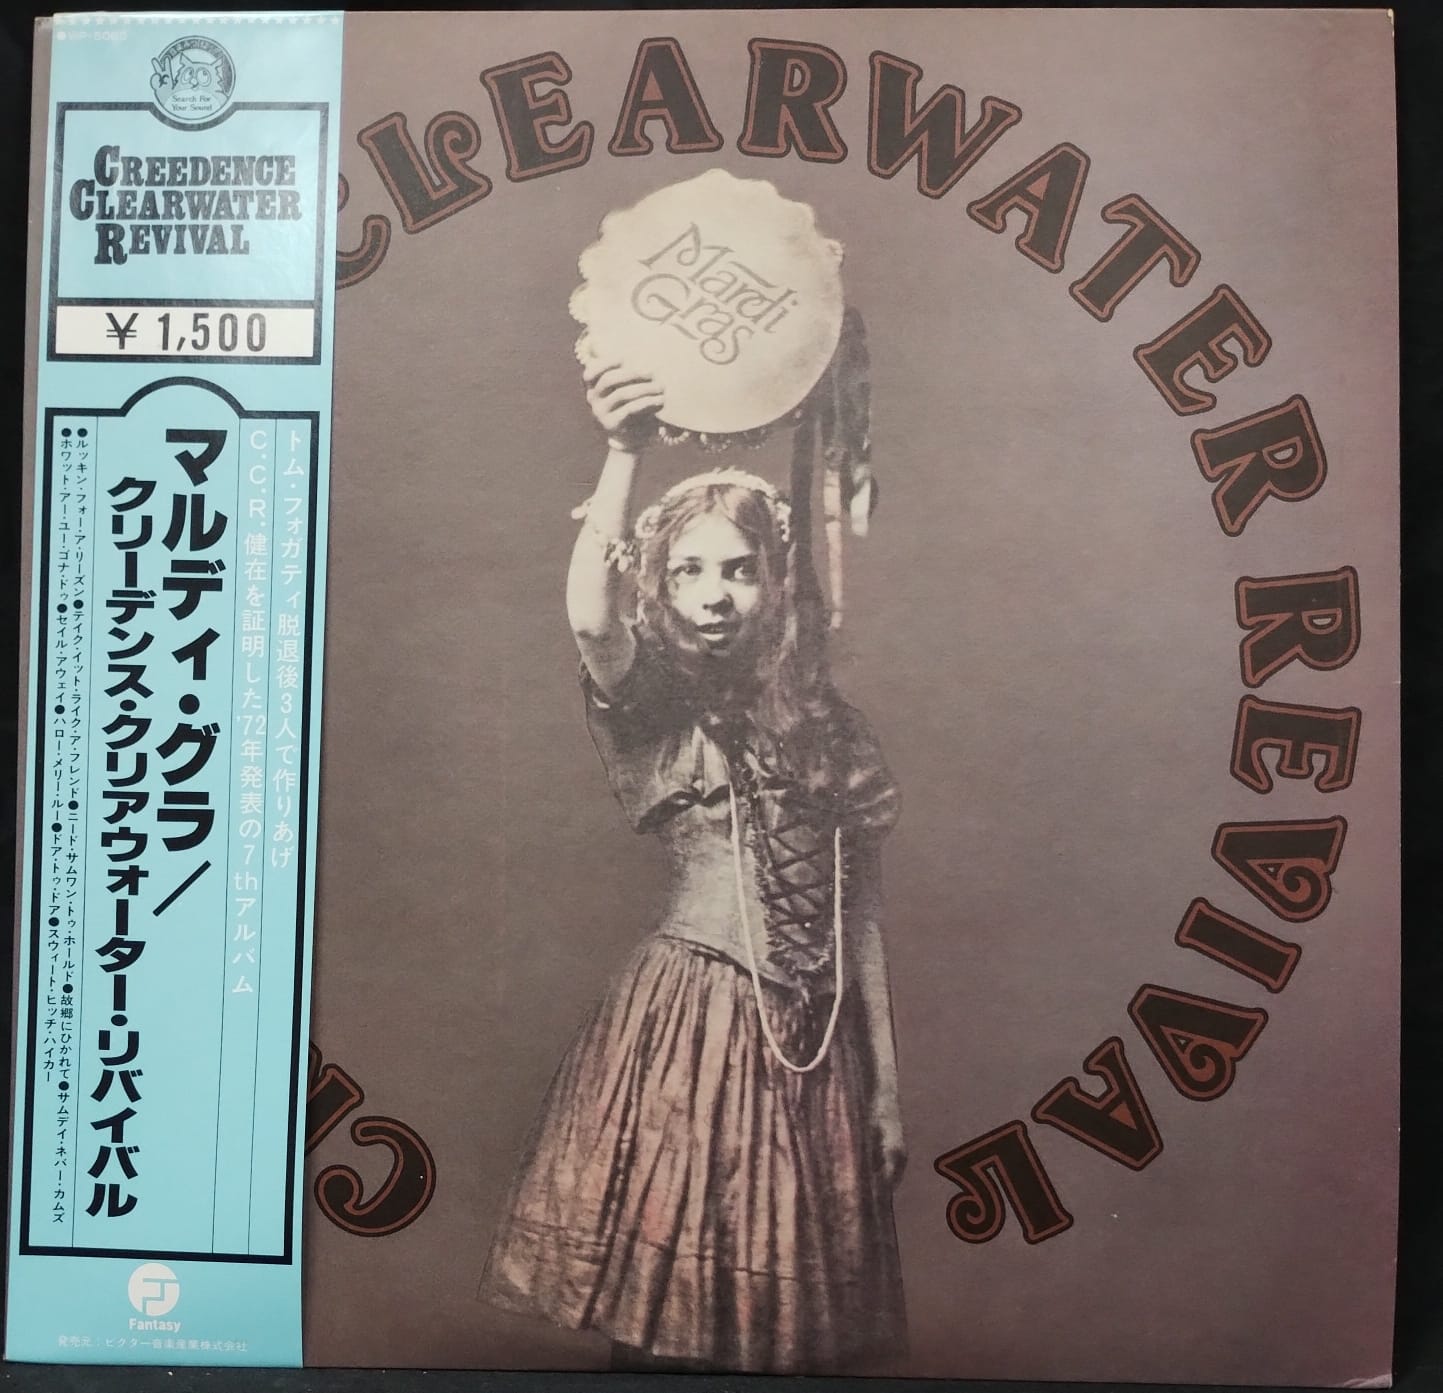 ●VIP-5065
Search For
Your Sound
CREEDENCE
CLEARWATER
REVIVAL
¥ 1,500
トム・フォガティ脱退後3人で作りあげ
C.C.R.健在を証明した'72年発表の7thアルバム
マルディ・グラ/
クリーデンス・クリアウォーター・リバイバル
●ルッキン・フォー・ア・リーズン●テイク・イット・ライク・ア・フレンド●ニード・サムワン・トゥ・ホールド●故郷にひかれて●サムデイ・ネバー・カムズ
●ホワット・アー・ユー・ゴナ・ドゥ●セイル・アウェイ●ハロー・メリー・ルー●ドア・トゥ・ドア●スウィート・ヒッチ・ハイカー
Fantasy
発売元:ビクター音楽産業株式会社
C
CLEARWATER
REVIVAL
Mardi
Gras